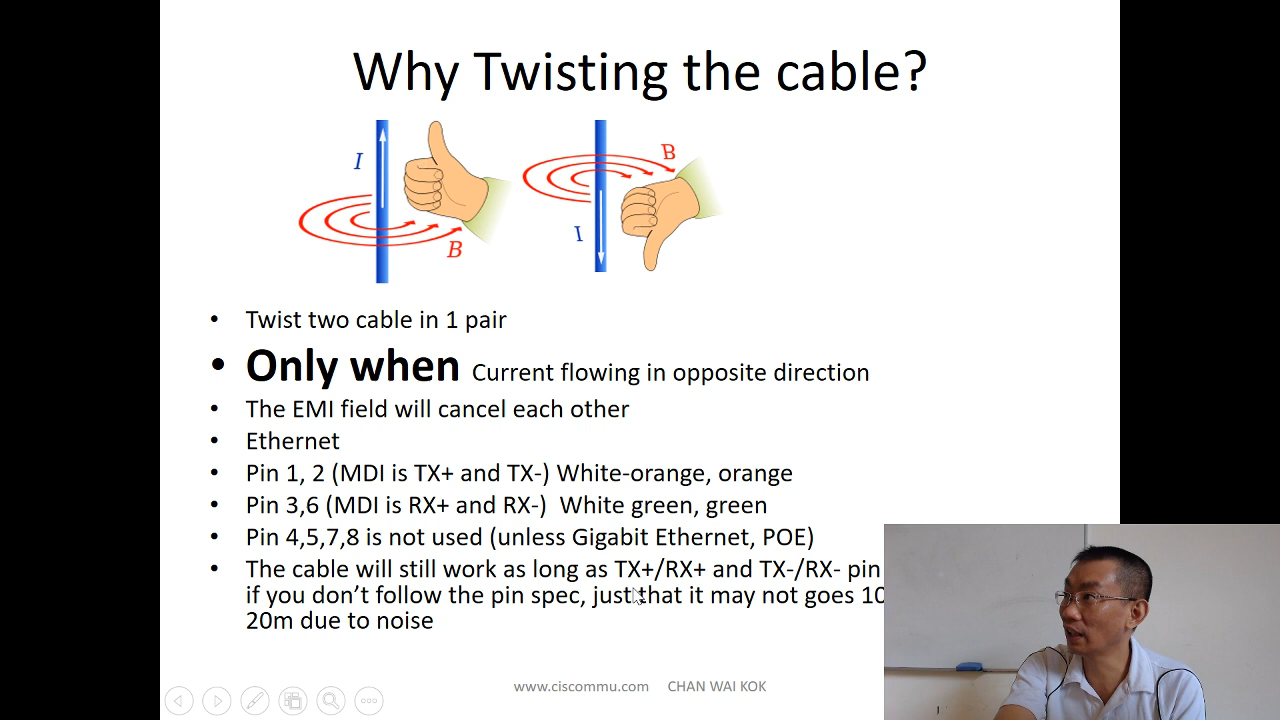 Why Twisting the cable?
I
B
B
I
• Twist two cable in 1 pair
• Only when Current flowing in opposite direction
• The EMI field will cancel each other
• Ethernet
• Pin 1, 2 (MDI is TX+ and TX-) White-orange, orange
• Pin 3,6 (MDI is RX+ and RX-) White green, green
• Pin 4,5,7,8 is not used (unless Gigabit Ethernet, POE)
• The cable will still work as long as TX+/RX+ and TX-/RX- pin
if you don't follow the pin spec, just that it may not goes
20m due to noise
www.ciscommu.com CHAN WAI KOK